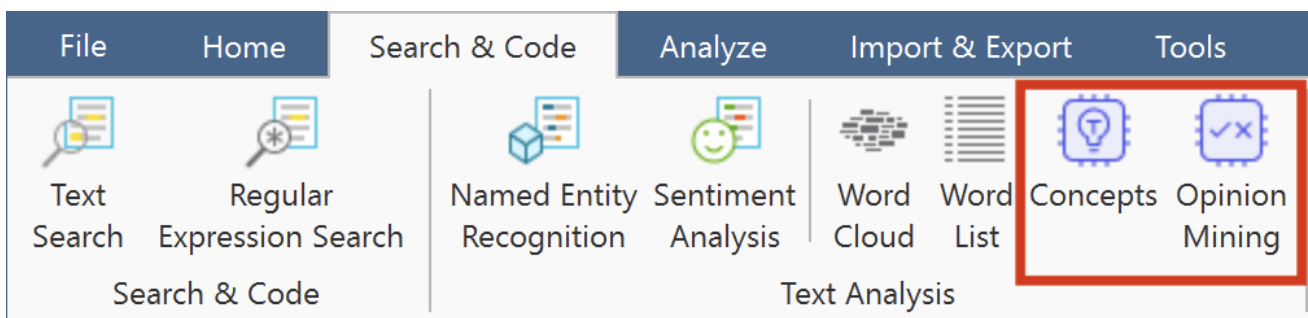 File Home Search & Code Analyze Import & Export Tools
Text Search
Regular Expression Search
Named Entity Recognition
Sentiment Analysis
Word Cloud
Word List
Concepts
Opinion Mining
Search & Code
Text Analysis